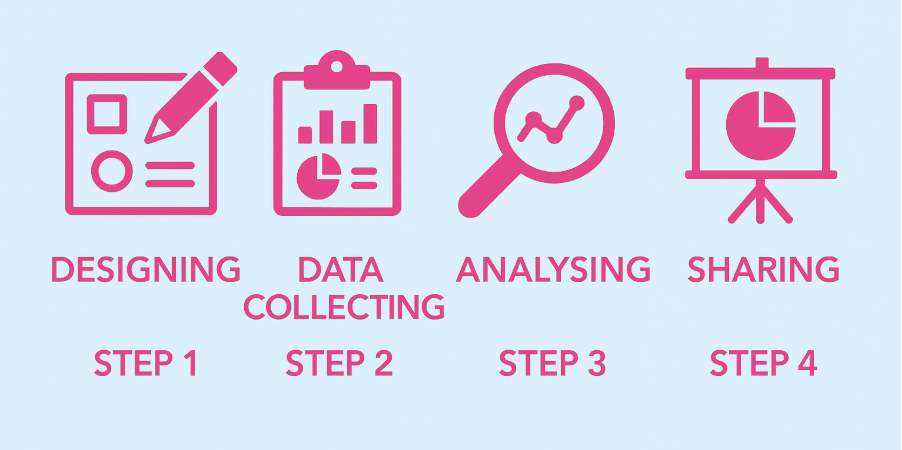 DESIGNING
DATA
COLLECTING
ANALYSING
SHARING
STEP 1
STEP 2
STEP 3
STEP 4